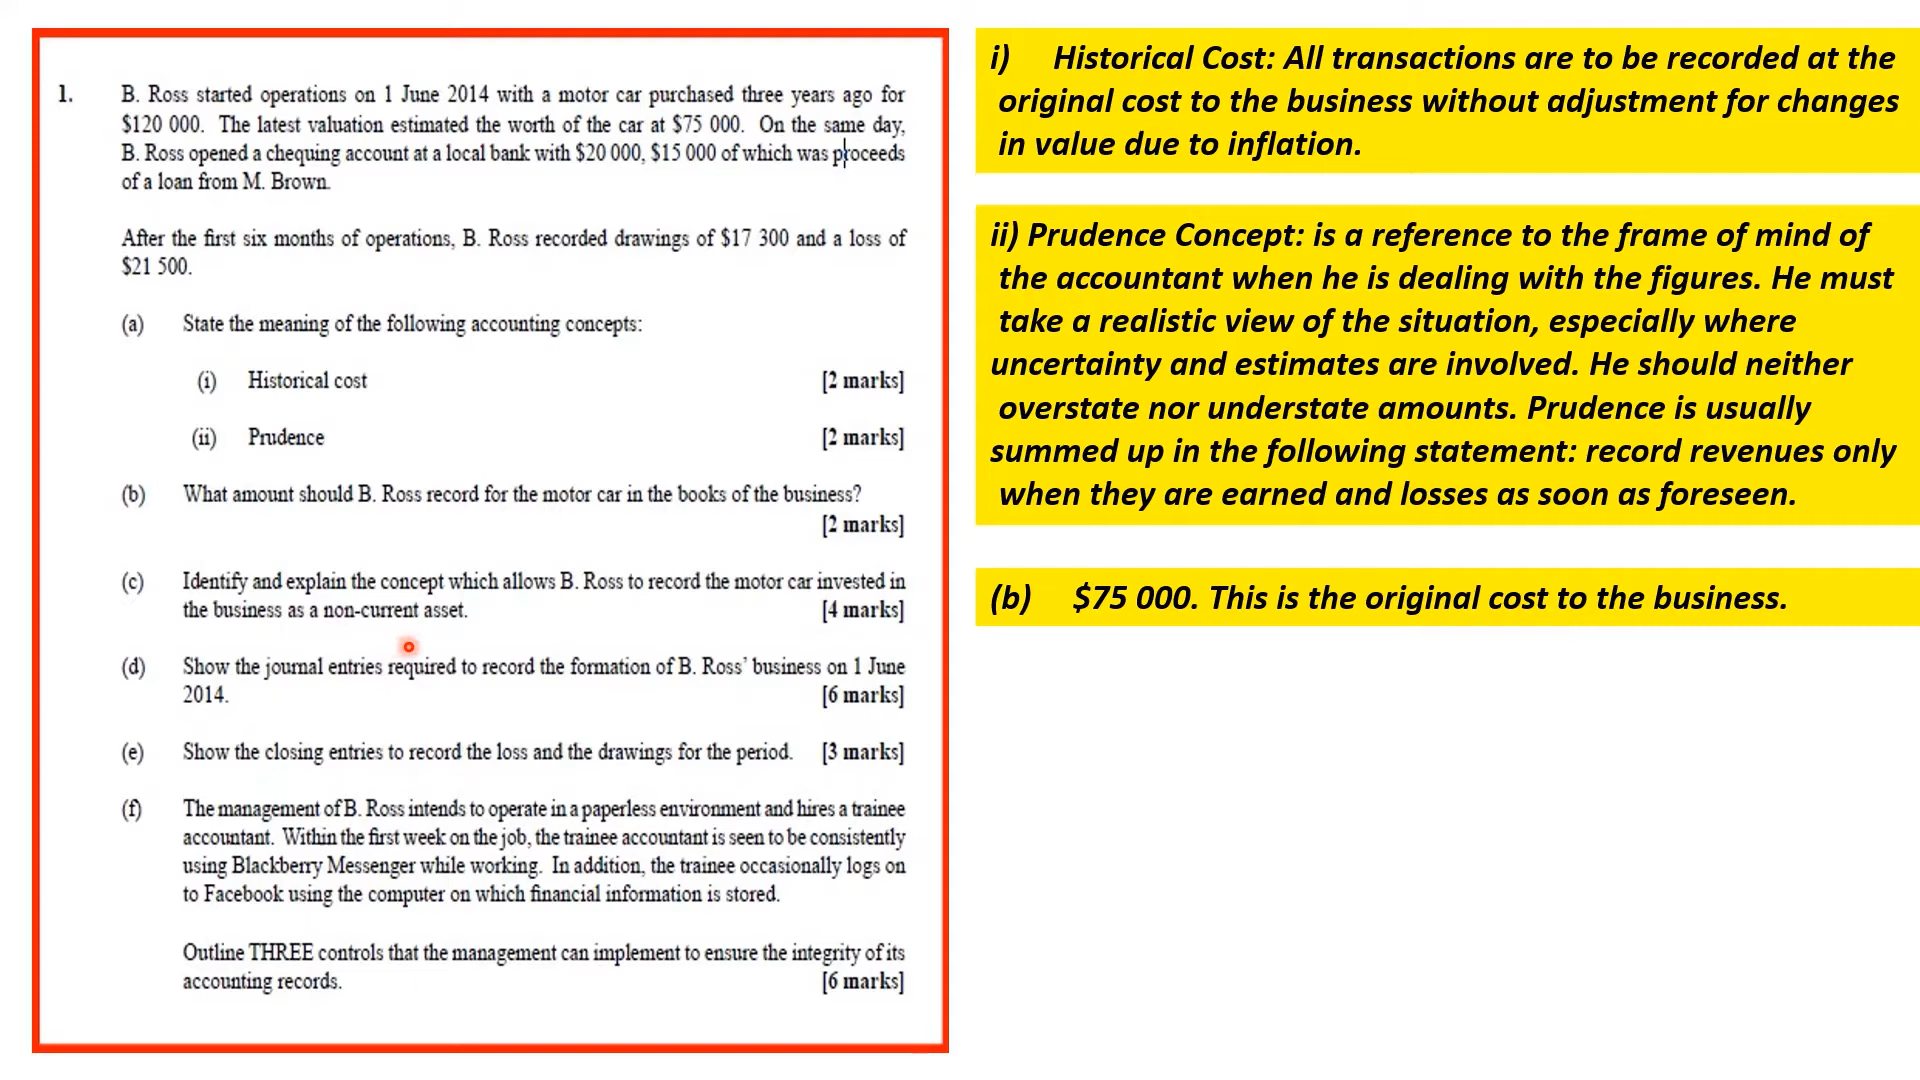 1. B. Ross started operations on 1 June 2014 with a motor car purchased three years ago for
$120 000. The latest valuation estimated the worth of the car at $75 000. On the same day,
B. Ross opened a chequing account at a local bank with $20 000, $15 000 of which was proceeds
of a loan from M. Brown.
After the first six months of operations, B. Ross recorded drawings of $17 300 and a loss of
$21 500.
(a) State the meaning of the following accounting concepts:
(i) Historical cost [2 marks]
(ii) Prudence [2 marks]
(b) What amount should B. Ross record for the motor car in the books of the business?
[2 marks]
(c) Identify and explain the concept which allows B. Ross to record the motor car invested in
the business as a non-current asset. [4 marks]
(d) Show the journal entries required to record the formation of B. Ross' business on 1 June
2014. [6 marks]
(e) Show the closing entries to record the loss and the drawings for the period. [3 marks]
(f) The management of B. Ross intends to operate in a paperless environment and hires a trainee
accountant. Within the first week on the job, the trainee accountant is seen to be consistently
using Blackberry Messenger while working. In addition, the trainee occasionally logs on
to Facebook using the computer on which financial information is stored.
Outline THREE controls that the management can implement to ensure the integrity of its
accounting records. [6 marks]
i) Historical Cost: All transactions are to be recorded at the
original cost to the business without adjustment for changes
in value due to inflation.
ii) Prudence Concept: is a reference to the frame of mind of
the accountant when he is dealing with the figures. He must
take a realistic view of the situation, especially where
uncertainty and estimates are involved. He should neither
overstate nor understate amounts. Prudence is usually
summed up in the following statement: record revenues only
when they are earned and losses as soon as foreseen.
(b) $75 000. This is the original cost to the business.